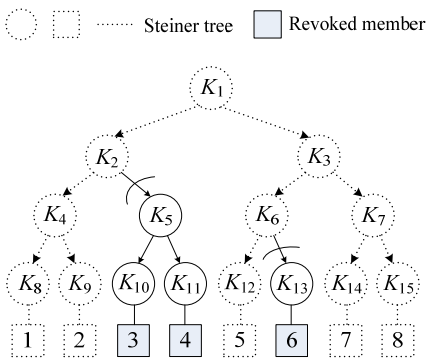 Steiner tree Revoked member
K1
K2 K3
K4 K5 K6 K7
K8 K9 K10 K11 K12 K13 K14 K15
1 2 3 4 5 6 7 8